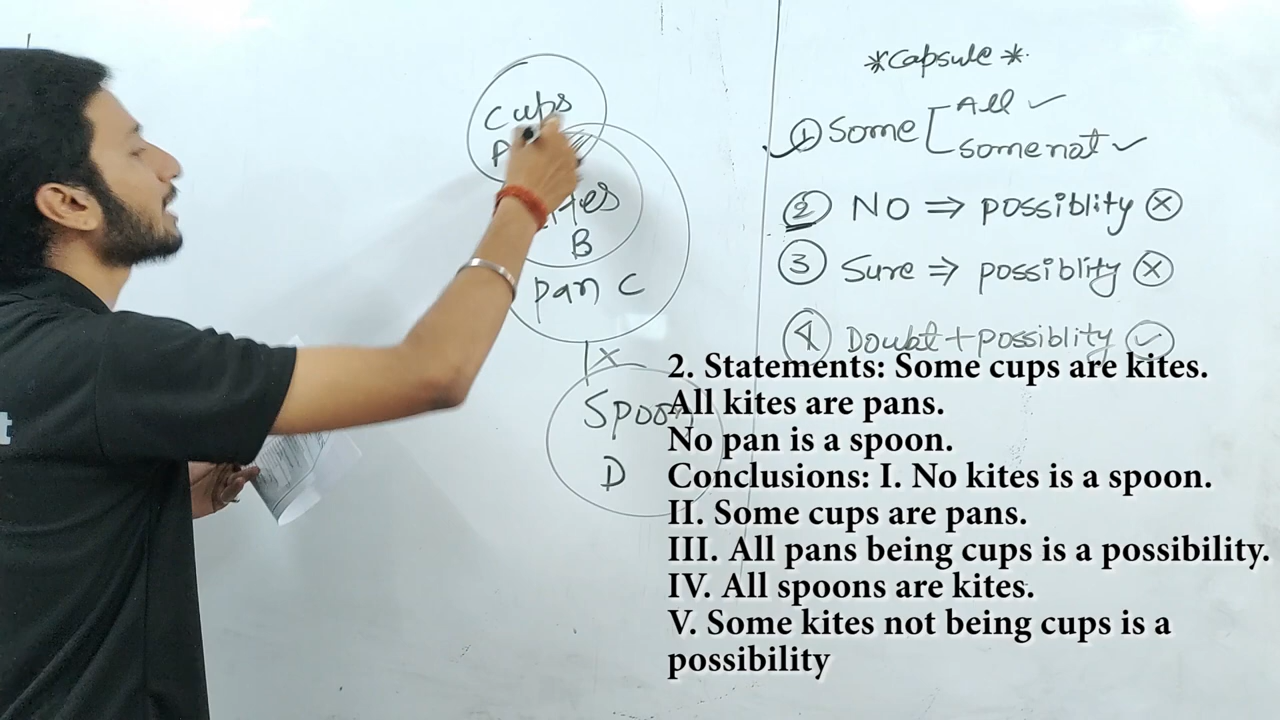 *Capsule*
① Some [ All ✓
Some not ✓
② NO ⇒ possiblity ⊗
③ Sure ⇒ possiblity ⊗
④ Doubt + possiblity ✓
Cups
A
B
Pan C
X
Spoon
D
2. Statements: Some cups are kites.
All kites are pans.
No pan is a spoon.
Conclusions: I. No kites is a spoon.
II. Some cups are pans.
III. All pans being cups is a possibility.
IV. All spoons are kites.
V. Some kites not being cups is a
possibility